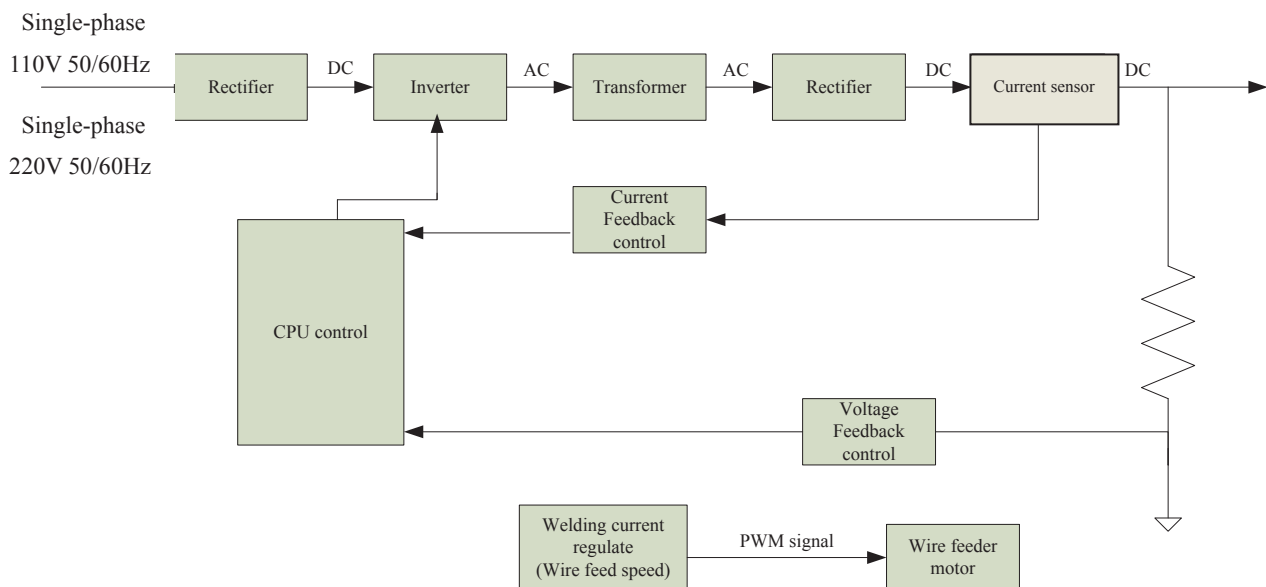 Single-phase
110V 50/60Hz
Single-phase
220V 50/60Hz
Rectifier
DC
Inverter
AC
Transformer
AC
Rectifier
DC
Current sensor
DC
Current
Feedback
control
CPU control
Voltage
Feedback
control
Welding current
regulate
(Wire feed speed)
PWM signal
Wire feeder
motor